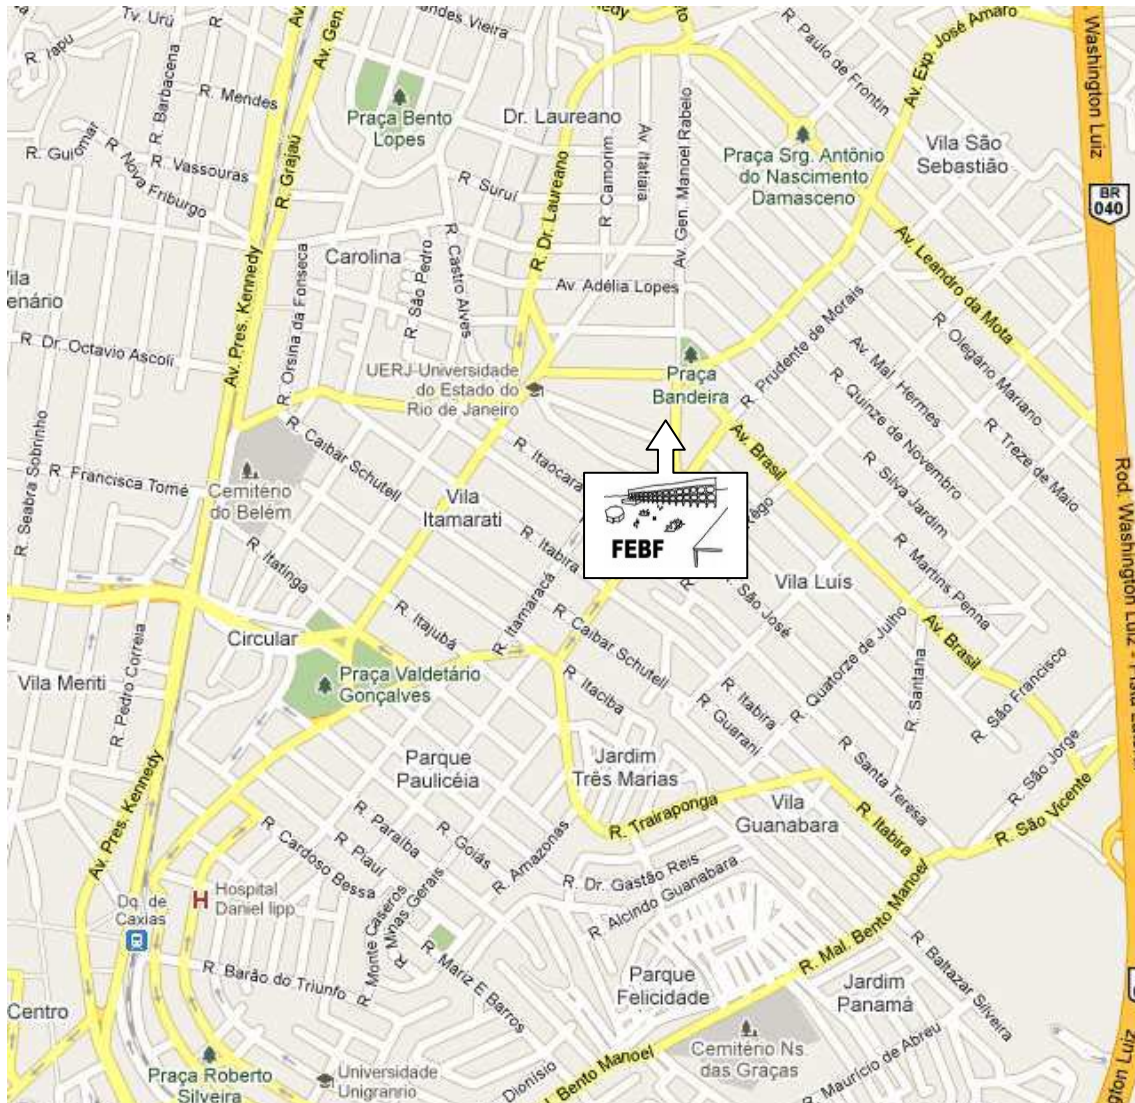 Tv. Urú
R. Iapu
R. Barbacena
R. Mendes
R. Guiomar
R. Nova Friburgo
R. Vassouras
R. Grajaú
Av. Gen.
Av.
Praça Bento
Lopes
Dr. Laureano
R. Suruí
R. Dr. Laureano
R. Camorim
Av Itatiaia
Av. Gen. Manoel Rabelo
R. Paulo de Frontin
Av. Exp. José Amaro
Washington Luiz
BR
040
Vila São
Sebastião
Praça Srg. Antônio
do Nascimento
Damasceno
Av. Leandro da Mota
Carolina
R. São Pedro
R. Castro Alves
R. Orsina da Fonseca
Av. Pres. Kennedy
Av. Adélia Lopes
R. Dr. Octavio Ascoli
R. Prudente de Morais
R. Olegário Mariano
Av. Mal. Hermes
R. Quinze de Novembro
R. Treze de Maio
UERJ-Universidade
do Estado do
Rio de Janeiro
Praça
Bandeira
Av. Brasil
R. Silva Jardim
R. Martins Penna
R. Seabra Sobrinho
R. Francisca Tomé
R. Caibar Schutell
Cemitério
do Belém
Vila
Itamarati
R. Itaocara
R. Itabira
FEBF
Vila Luís
R. Itatinga
R. Itajubá
R. Itamaracá
R. Caibar Schutell
São José
Circular
Praça Valdetário
Gonçalves
Vila Meriti
R. Pedro Correia
R. Itaciba
R. Itabira
R. Guarani
R. Quatorze de Julho
R. Santana
Av. Brasil
R. São Francisco
R. São Jorge
Rod. Washington Luiz
Parque
Paulicéia
Jardim
Três Marias
R. Trairaponga
Vila
Guanabara
R. Santa Teresa
R. Itabira
R. São Vicente
Av. Pres. Kennedy
R. Cardoso Bessa
R. Piauí
R. Paraíba
R. Goiás
R. Amazonas
R. Monte Caseros
R. Minas Gerais
R. Dr. Gastão Reis
R. Alcindo Guanabara
R. Mal. Bento Manoel
Hospital
Daniel lipp
Dq. de
Caxias
R. Barão do Triunfo
R. Mariz E Barros
Parque
Felicidade
Jardim
Panamá
R. Baltazar Silveira
Centro
Praça Roberto
Silveira
Universidade
Unigranrio
Dionísio
Bento Manoel
Cemitério Ns.
das Graças
R. Maurício de Abreu